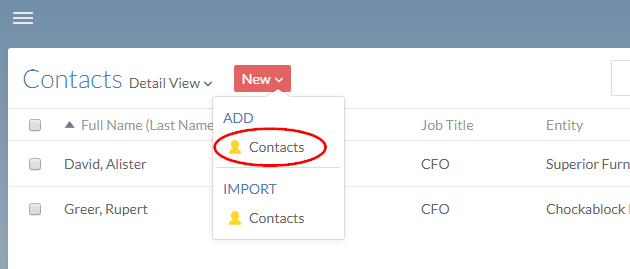 Contacts Detail View New
ADD
Full Name (Last Name Job Title Entity
Contacts
David, Alister CFO Superior Furn
IMPORT
Greer, Rupert CFO Chockablock
Contacts